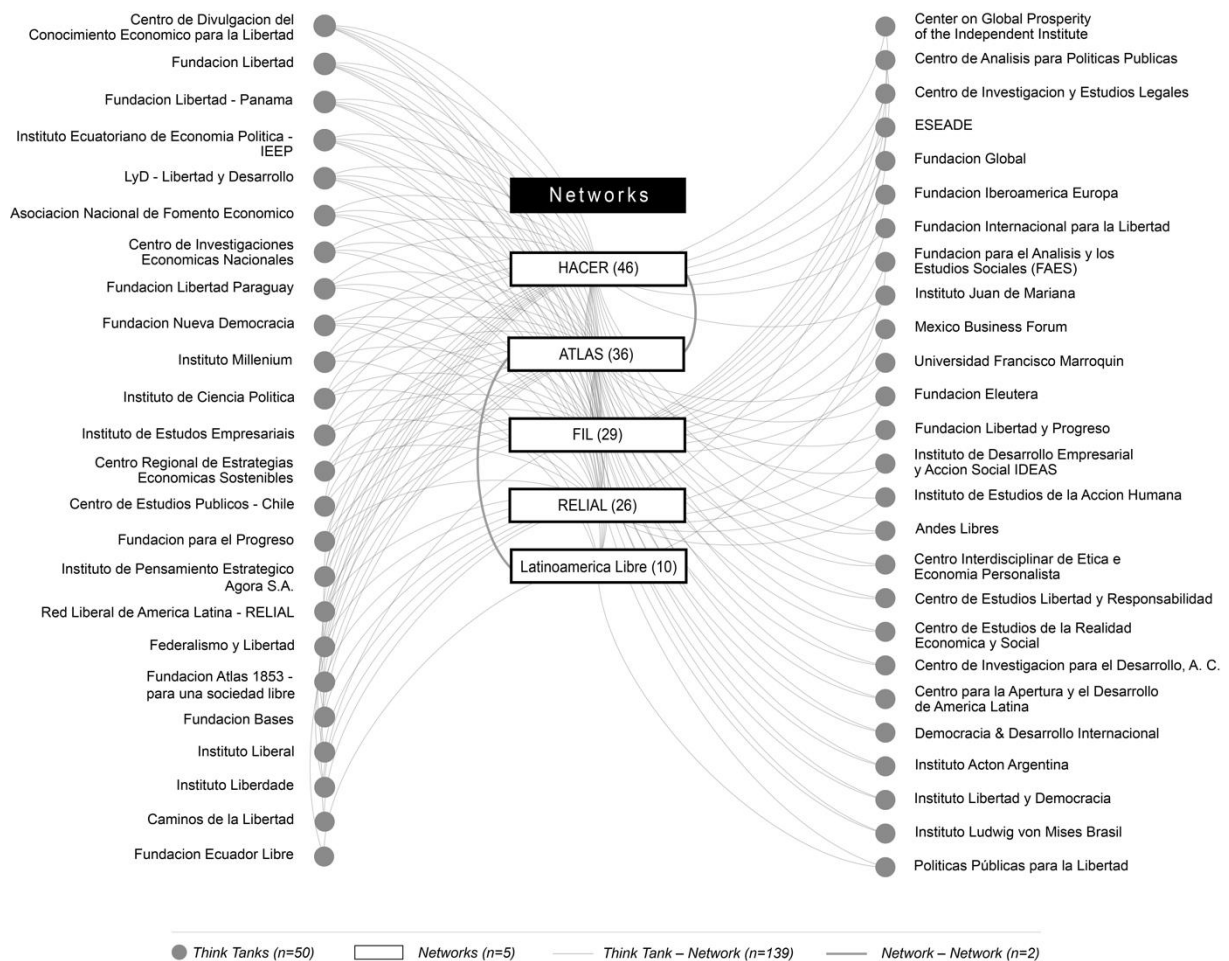 Centro de Divulgacion del
Conocimiento Economico para la Libertad
Fundacion Libertad
Fundacion Libertad - Panama
Instituto Ecuatoriano de Economia Politica -
IEEP
LyD - Libertad y Desarrollo
Asociacion Nacional de Fomento Economico
Centro de Investigaciones
Economicas Nacionales
Fundacion Libertad Paraguay
Fundacion Nueva Democracia
Instituto Millenium
Instituto de Ciencia Politica
Instituto de Estudos Empresariais
Centro Regional de Estrategias
Economicas Sostenibles
Centro de Estudios Publicos - Chile
Fundacion para el Progreso
Instituto de Pensamiento Estrategico
Agora S.A.
Red Liberal de America Latina - RELIAL
Federalismo y Libertad
Fundacion Atlas 1853 -
para una sociedad libre
Fundacion Bases
Instituto Liberal
Instituto Liberdade
Caminos de la Libertad
Fundacion Ecuador Libre
Networks
HACER (46)
ATLAS (36)
FIL (29)
RELIAL (26)
Latinoamerica Libre (10)
Center on Global Prosperity
of the Independent Institute
Centro de Analisis para Politicas Publicas
Centro de Investigacion y Estudios Legales
ESEADE
Fundacion Global
Fundacion Iberoamerica Europa
Fundacion Internacional para la Libertad
Fundacion para el Analisis y los
Estudios Sociales (FAES)
Instituto Juan de Mariana
Mexico Business Forum
Universidad Francisco Marroquin
Fundacion Eleutera
Fundacion Libertad y Progreso
Instituto de Desarrollo Empresarial
y Accion Social IDEAS
Instituto de Estudios de la Accion Humana
Andes Libres
Centro Interdisciplinar de Etica e
Economia Personalista
Centro de Estudios Libertad y Responsabilidad
Centro de Estudios de la Realidad
Economica y Social
Centro de Investigacion para el Desarrollo, A. C.
Centro para la Apertura y el Desarrollo
de America Latina
Democracia & Desarrollo Internacional
Instituto Acton Argentina
Instituto Libertad y Democracia
Instituto Ludwig von Mises Brasil
Politicas Públicas para la Libertad
Think Tanks (n=50)
Networks (n=5)
Think Tank – Network (n=139)
Network – Network (n=2)